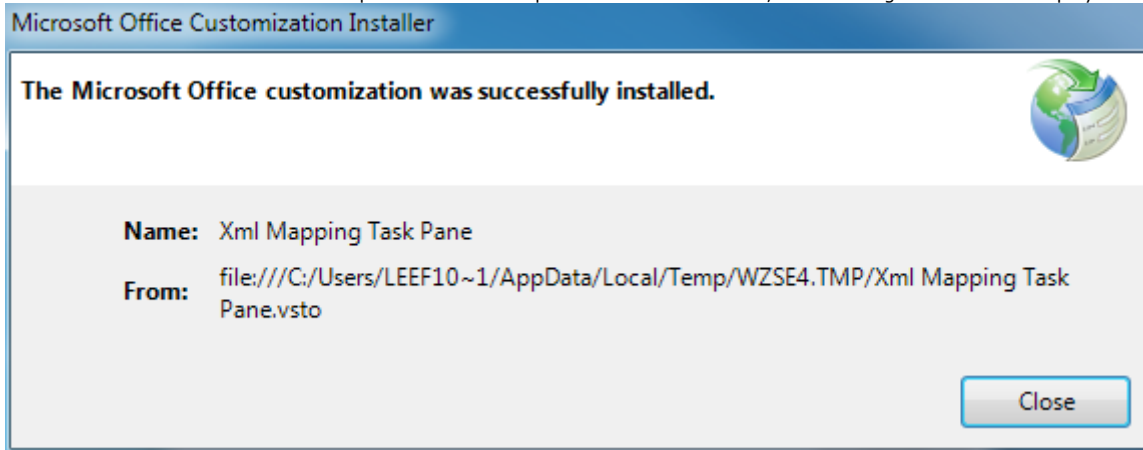 Microsoft Office Customization Installer
The Microsoft Office customization was successfully installed.
Name: Xml Mapping Task Pane
From: file:///C:/Users/LEEF10~1/AppData/Local/Temp/WZSE4.TMP/Xml Mapping Task
Pane.vsto
Close